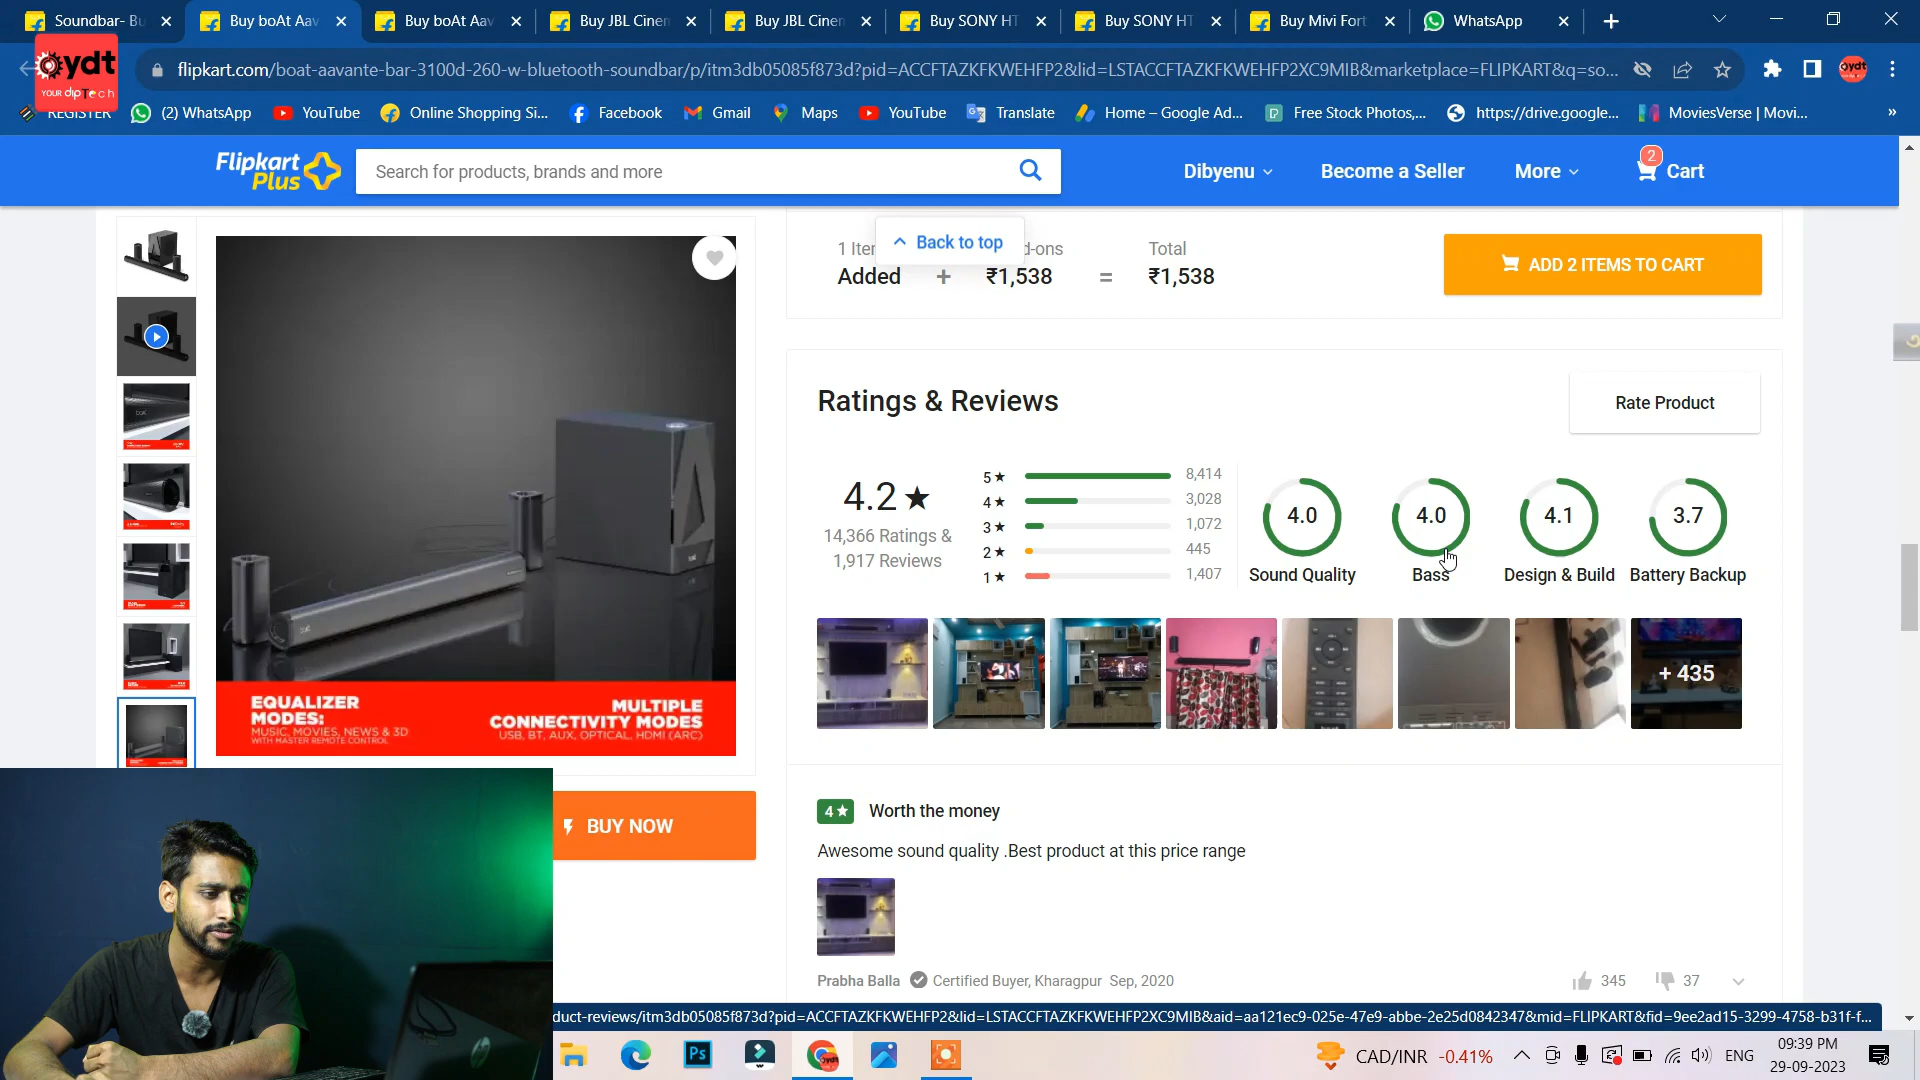 Soundbar- Bu
Buy boAt Aav
Buy boAt Aav
Buy JBL Cinem
Buy JBL Cinem
Buy SONY HT
Buy SONY HT
Buy Mivi Fort
WhatsApp
ydt
YOUR dipTech
flipkart.com/boat-aavante-bar-3100d-260-w-bluetooth-soundbar/p/itm3db05085f873d?pid=ACCFTAZKFKWEHFP2&lid=LSTACCFTAZKFKWEHFP2XC9MIB&marketplace=FLIPKART&q=so...
REGISTER
(2) WhatsApp
YouTube
Online Shopping Si...
Facebook
Gmail
Maps
YouTube
Translate
Home – Google Ad...
Free Stock Photos,...
https://drive.google...
MoviesVerse | Movi...
»
Flipkart
Plus
Search for products, brands and more
Dibyenu
Become a Seller
More
2
Cart
Back to top
1 Iter
d-ons
Total
Added + ₹1,538 = ₹1,538
ADD 2 ITEMS TO CART
Ratings & Reviews
Rate Product
4.2★
14,366 Ratings &
1,917 Reviews
5★ 8,414
4★ 3,028
3★ 1,072
2★ 445
1★ 1,407
4.0
Sound Quality
4.0
Bass
4.1
Design & Build
3.7
Battery Backup
+ 435
EQUALIZER
MODES:
MUSIC, MOVIES, NEWS & 3D
WITH MASTER REMOTE CONTROL
MULTIPLE
CONNECTIVITY MODES
USB, BT, AUX, OPTICAL, HDMI (ARC)
BUY NOW
4★ Worth the money
Awesome sound quality .Best product at this price range
Prabha Balla
Certified Buyer, Kharagpur
Sep, 2020
345
37
duct-reviews/itm3db05085f873d?pid=ACCFTAZKFKWEHFP2&lid=LSTACCFTAZKFKWEHFP2XC9MIB&aid=aa121ec9-025e-47e9-abbe-2e25d0842347&mid=FLIPKART&fid=9ee2ad15-3299-4758-b31f-f...
Ps
CAD/INR -0.41%
ENG
09:39 PM
29-09-2023